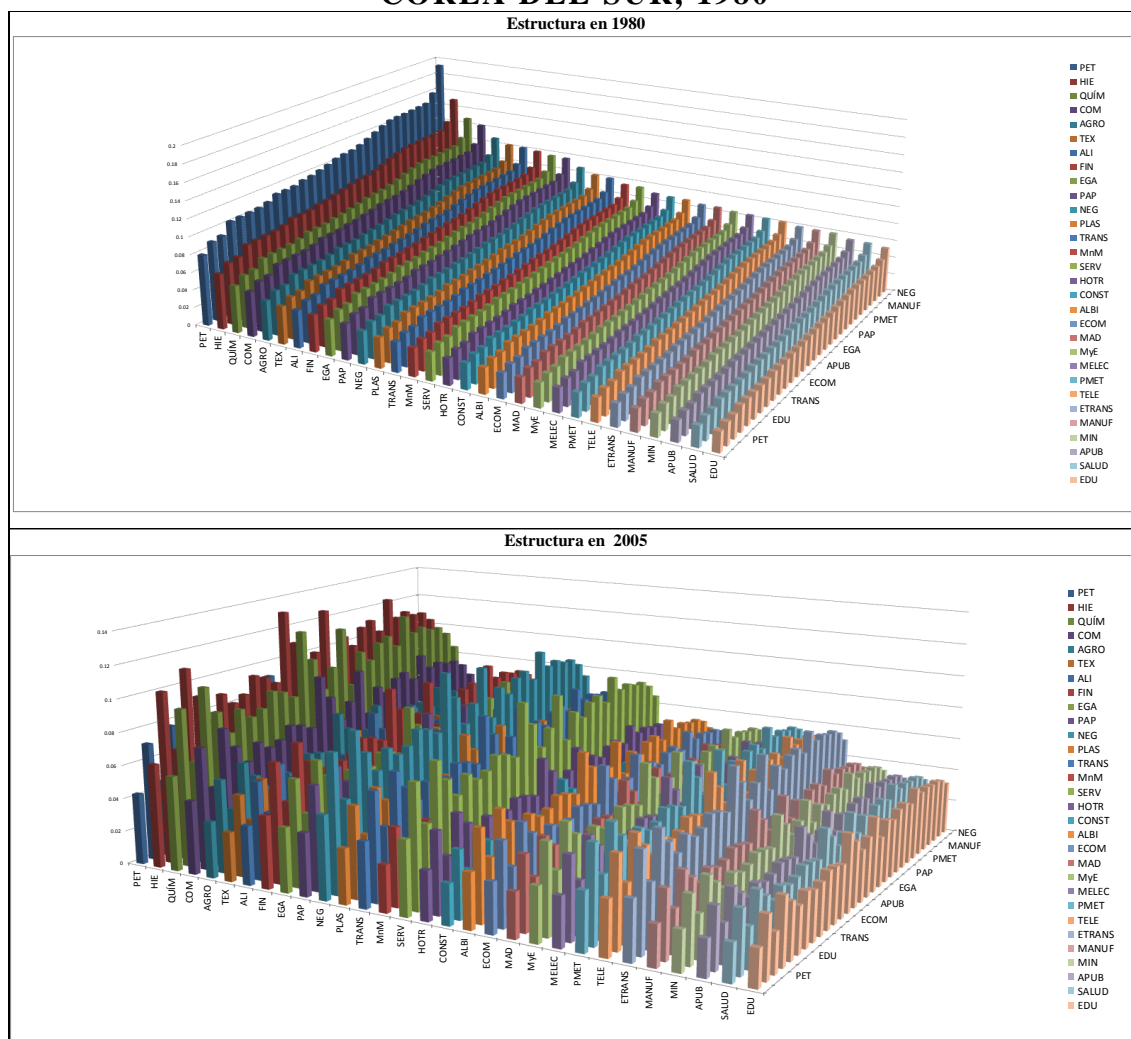 COREA DEL SUR, 1980
Estructura en 1980
0.2
0.18
0.16
0.14
0.12
0.1
0.08
0.06
0.04
0.02
0
PET
HIE
QUÍM
COM
AGRO
TEX
ALI
FIN
EGA
PAP
NEG
PLAS
TRANS
MnM
SERV
HOTR
CONST
ALBI
ECOM
MAD
MyE
MELEC
PMET
TELE
ETRANS
MANUF
MIN
APUB
SALUD
EDU
NEG
MANUF
PMET
PAP
EGA
APUB
ECOM
TRANS
EDU
PET
PET
HIE
QUÍM
COM
AGRO
TEX
ALI
FIN
EGA
PAP
NEG
PLAS
TRANS
MnM
SERV
HOTR
CONST
ALBI
ECOM
MAD
MyE
MELEC
PMET
TELE
ETRANS
MANUF
MIN
APUB
SALUD
EDU
Estructura en 2005
0.14
0.12
0.1
0.08
0.06
0.04
0.02
0
PET
HIE
QUÍM
COM
AGRO
TEX
ALI
FIN
EGA
PAP
NEG
PLAS
TRANS
MnM
SERV
HOTR
CONST
ALBI
ECOM
MAD
MyE
MELEC
PMET
TELE
ETRANS
MANUF
MIN
APUB
SALUD
EDU
NEG
MANUF
PMET
PAP
EGA
APUB
ECOM
TRANS
EDU
PET
PET
HIE
QUÍM
COM
AGRO
TEX
ALI
FIN
EGA
PAP
NEG
PLAS
TRANS
MnM
SERV
HOTR
CONST
ALBI
ECOM
MAD
MyE
MELEC
PMET
TELE
ETRANS
MANUF
MIN
APUB
SALUD
EDU